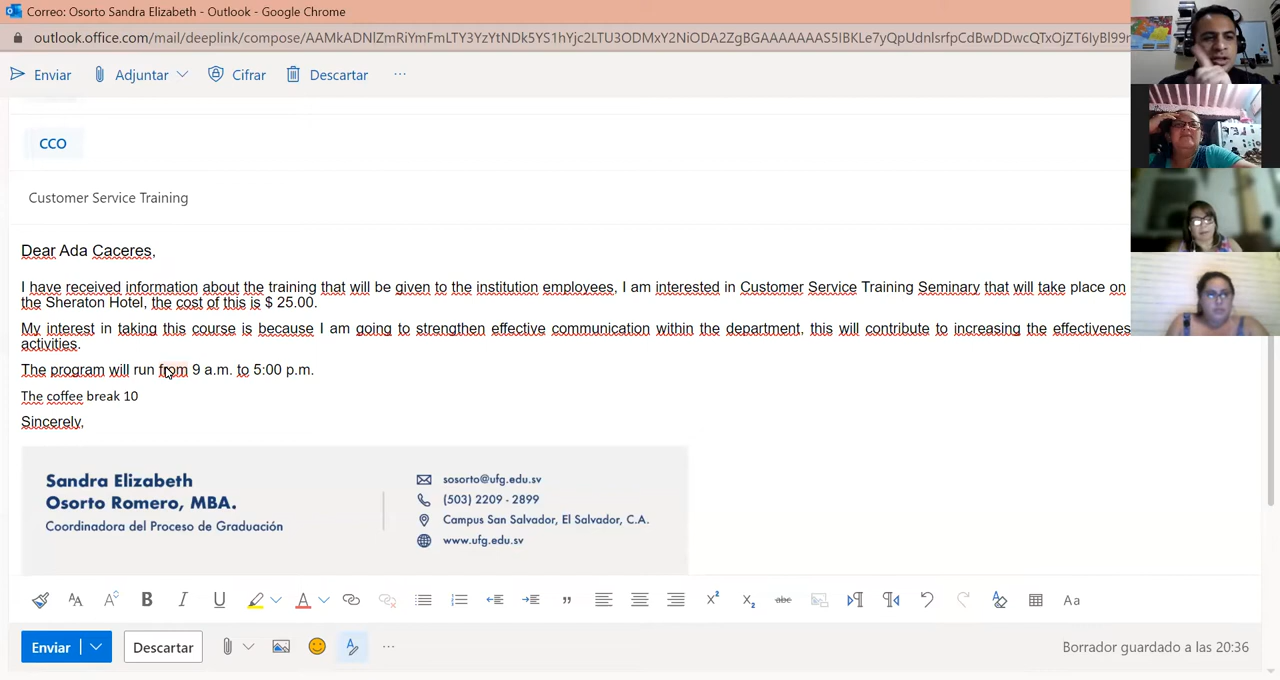 Correo: Osorto Sandra Elizabeth - Outlook - Google Chrome
outlook.office.com/mail/deeplink/compose/
Enviar Adjuntar Cifrar Descartar ...
CCO
Customer Service Training
Dear Ada Caceres,
I have received information about the training that will be given to the institution employees, I am interested in Customer Service Training Seminary that will take place on
the Sheraton Hotel, the cost of this is $ 25.00.
My interest in taking this course is because I am going to strengthen effective communication within the department, this will contribute to increasing the effectivenes
activities.
The program will run from 9 a.m. to 5:00 p.m.
The coffee break 10
Sincerely,
Sandra Elizabeth
Osorto Romero, MBA.
Coordinadora del Proceso de Graduación
sosorto@ufg.edu.sv
(503) 2209 - 2899
Campus San Salvador, El Salvador, C.A.
www.ufg.edu.sv
Enviar Descartar ... Borrador guardado a las 20:36